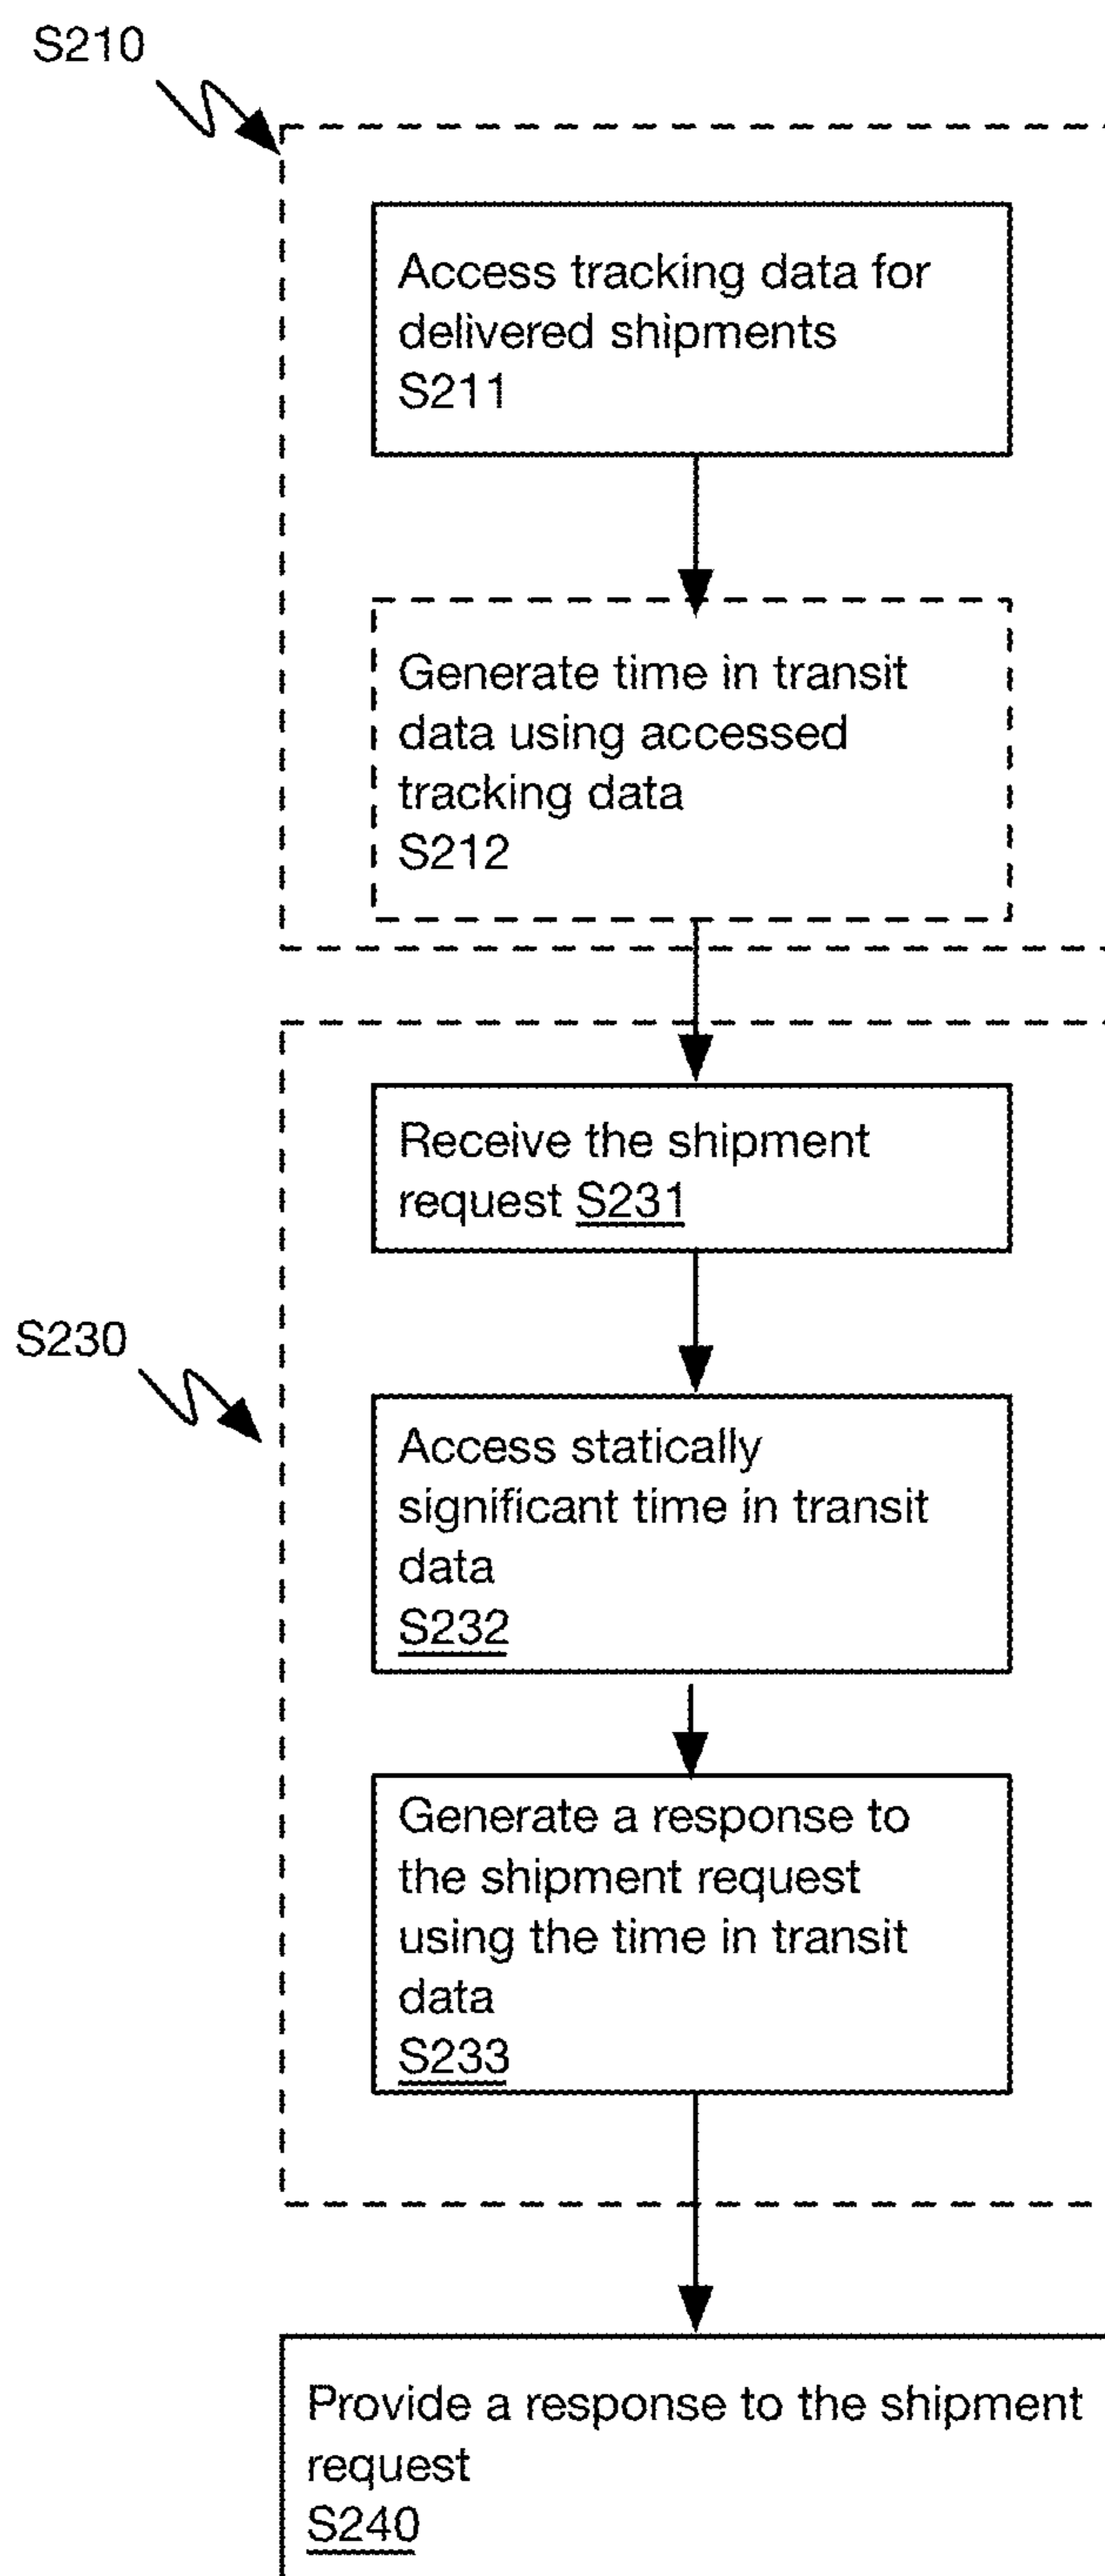 S210
Access tracking data for
delivered shipments
S211
Generate time in transit
data using accessed
tracking data
S212
Receive the shipment
request S231
S230
Access statically
significant time in transit
data
S232
Generate a response to
the shipment request
using the time in transit
data
S233
Provide a response to the shipment
request
S240